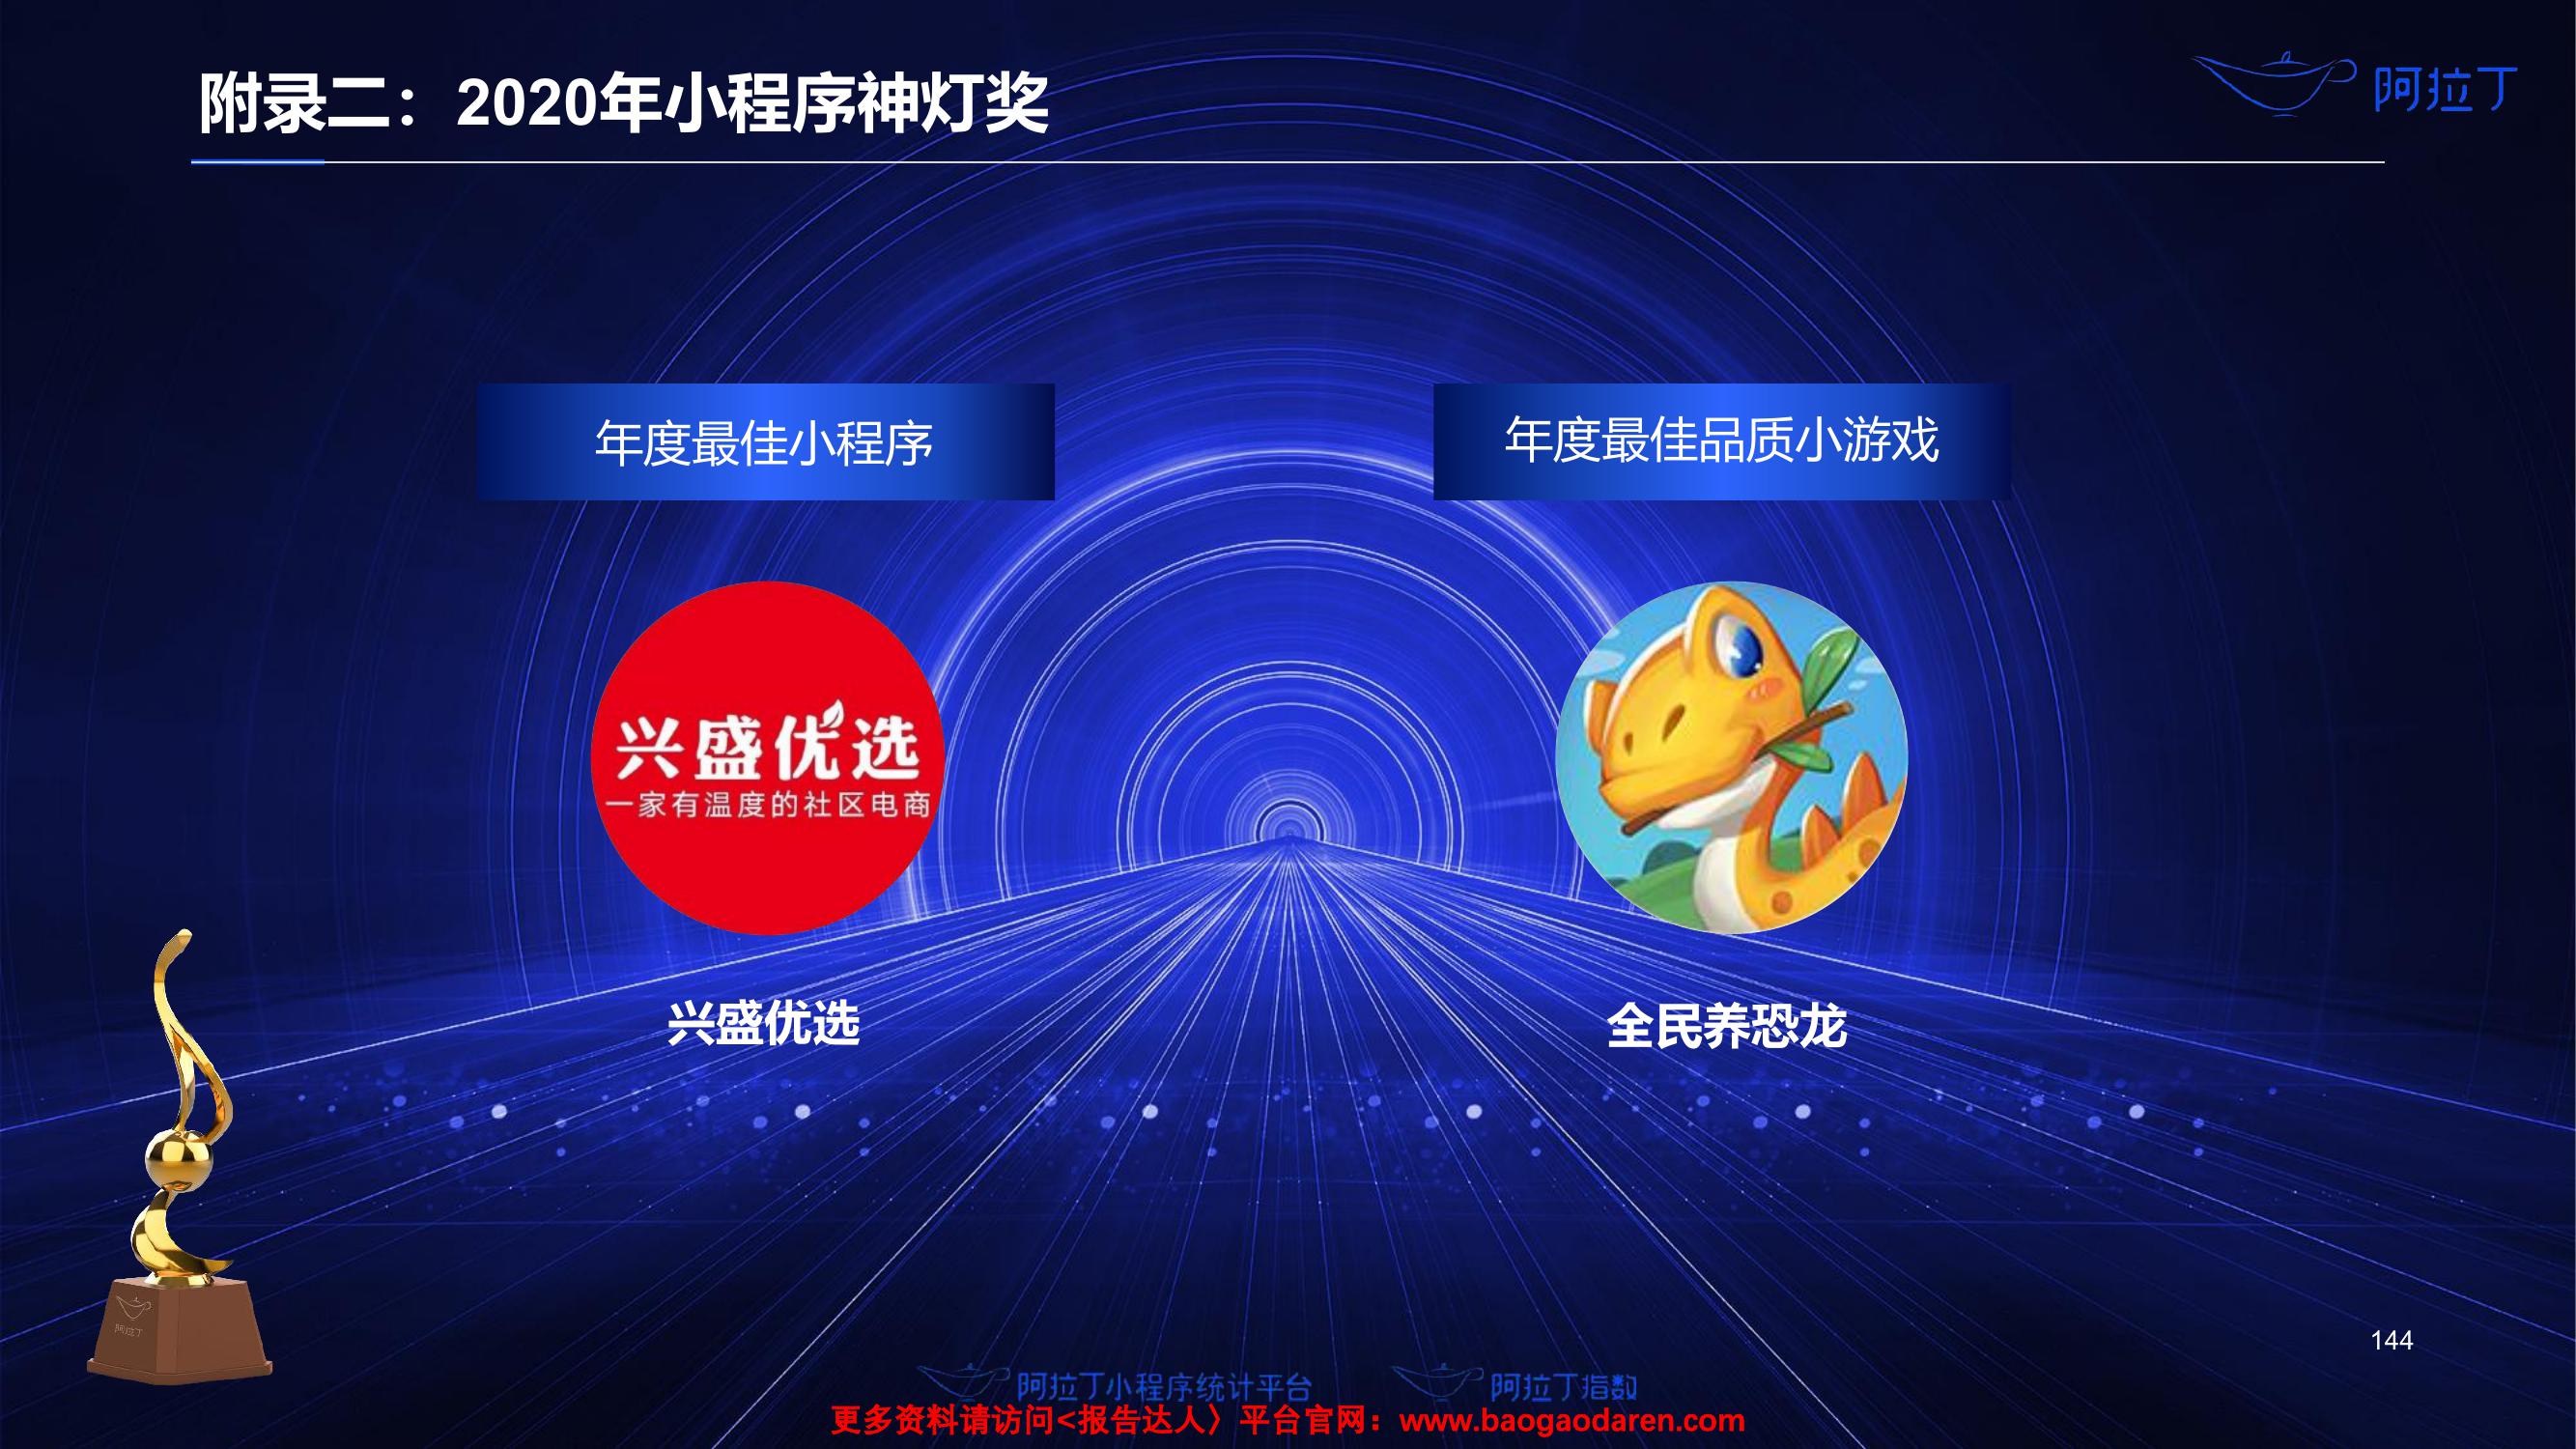 附录二：2020年小程序神灯奖
阿拉丁
年度最佳小程序
年度最佳品质小游戏
兴盛优选
一家有温度的社区电商
兴盛优选
全民养恐龙
阿拉丁
144
阿拉丁小程序统计平台
阿拉丁指数
更多资料请访问<报告达人〉平台官网：www.baogaodaren.com